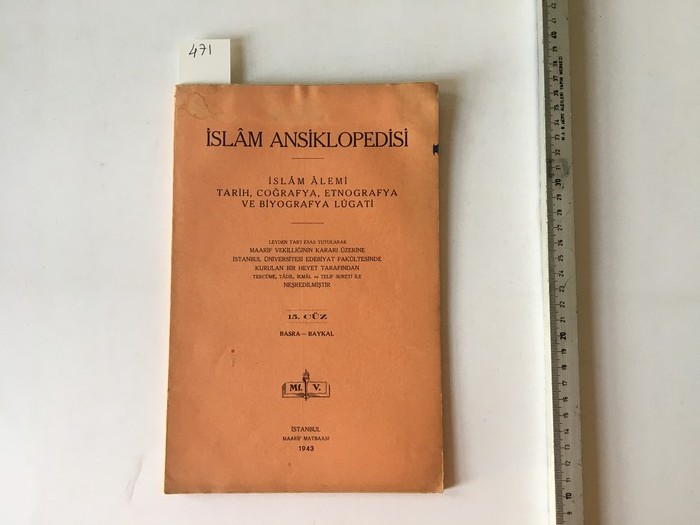 471
İSLÂM ANSİKLOPEDİSİ
İSLÂM ÂLEMİ
TARİH, COĞRAFYA, ETNOGRAFYA
VE BİYOGRAFYA LÛGATİ
LEYDEN TAB'I ESAS TUTULARAK
MAARİF VEKİLLİĞİNİN KARARI ÜZERİNE
İSTANBUL ÜNİVERSİTESİ EDEBİYAT FAKÜLTESİNDE
KURULAN BİR HEYET TARAFINDAN
TERCÜME, TÂDİL, İKMÂL ve TELİF SURETİ İLE
NEŞREDİLMİŞTİR
15. CÜZ
BASRA — BAYKAL
Mf. V.
İSTANBUL
MAARİF MATBAASI
1943